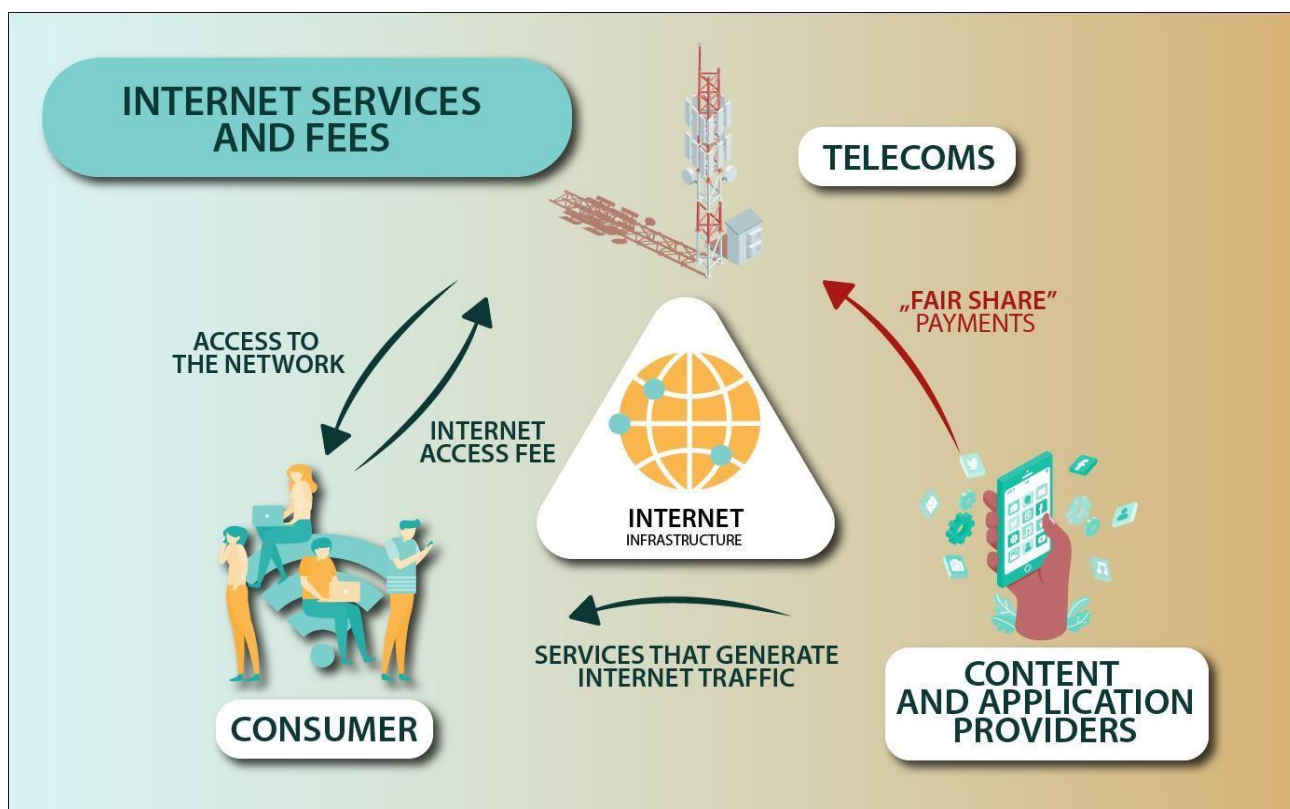 INTERNET SERVICES
AND FEES
TELECOMS
„FAIR SHARE”
PAYMENTS
ACCESS TO
THE NETWORK
INTERNET
ACCESS FEE
INTERNET
INFRASTRUCTURE
SERVICES THAT GENERATE
INTERNET TRAFFIC
CONSUMER
CONTENT
AND APPLICATION
PROVIDERS